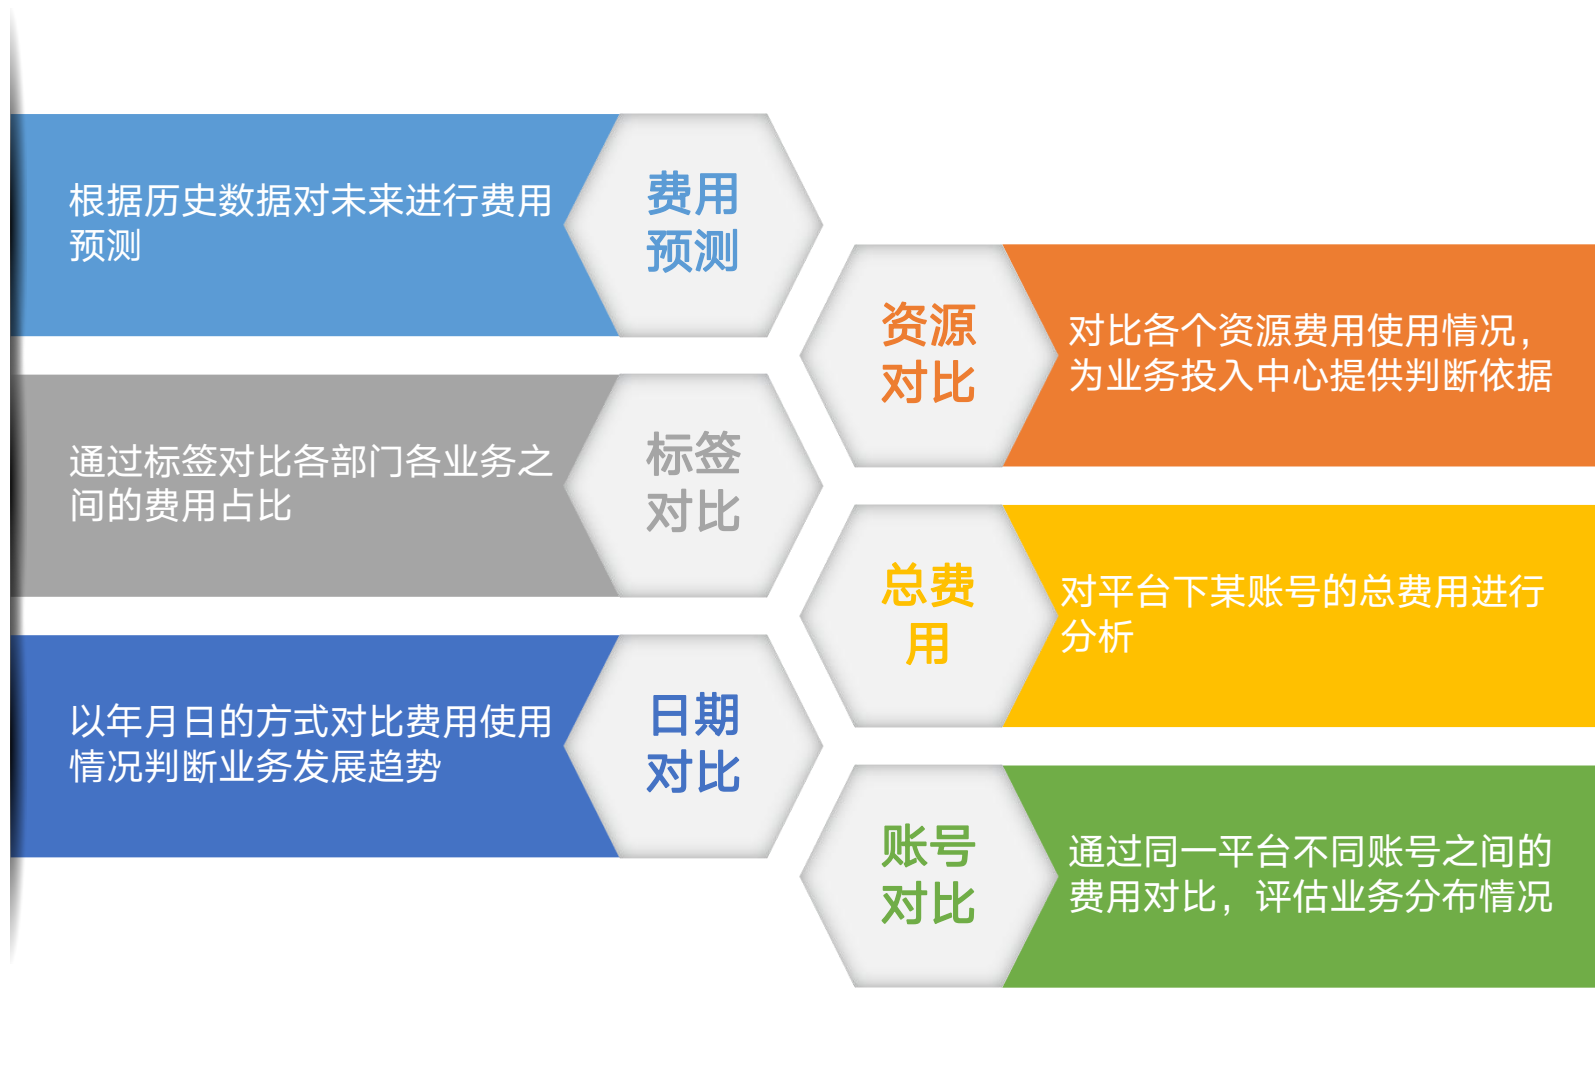 根据历史数据对未来进行费用
预测
费用
预测
资源
对比
对比各个资源费用使用情况，
为业务投入中心提供判断依据
通过标签对比各部门各业务之
间的费用占比
标签
对比
总费
用
对平台下某账号的总费用进行
分析
以年月日的方式对比费用使用
情况判断业务发展趋势
日期
对比
账号
对比
通过同一平台不同账号之间的
费用对比，评估业务分布情况